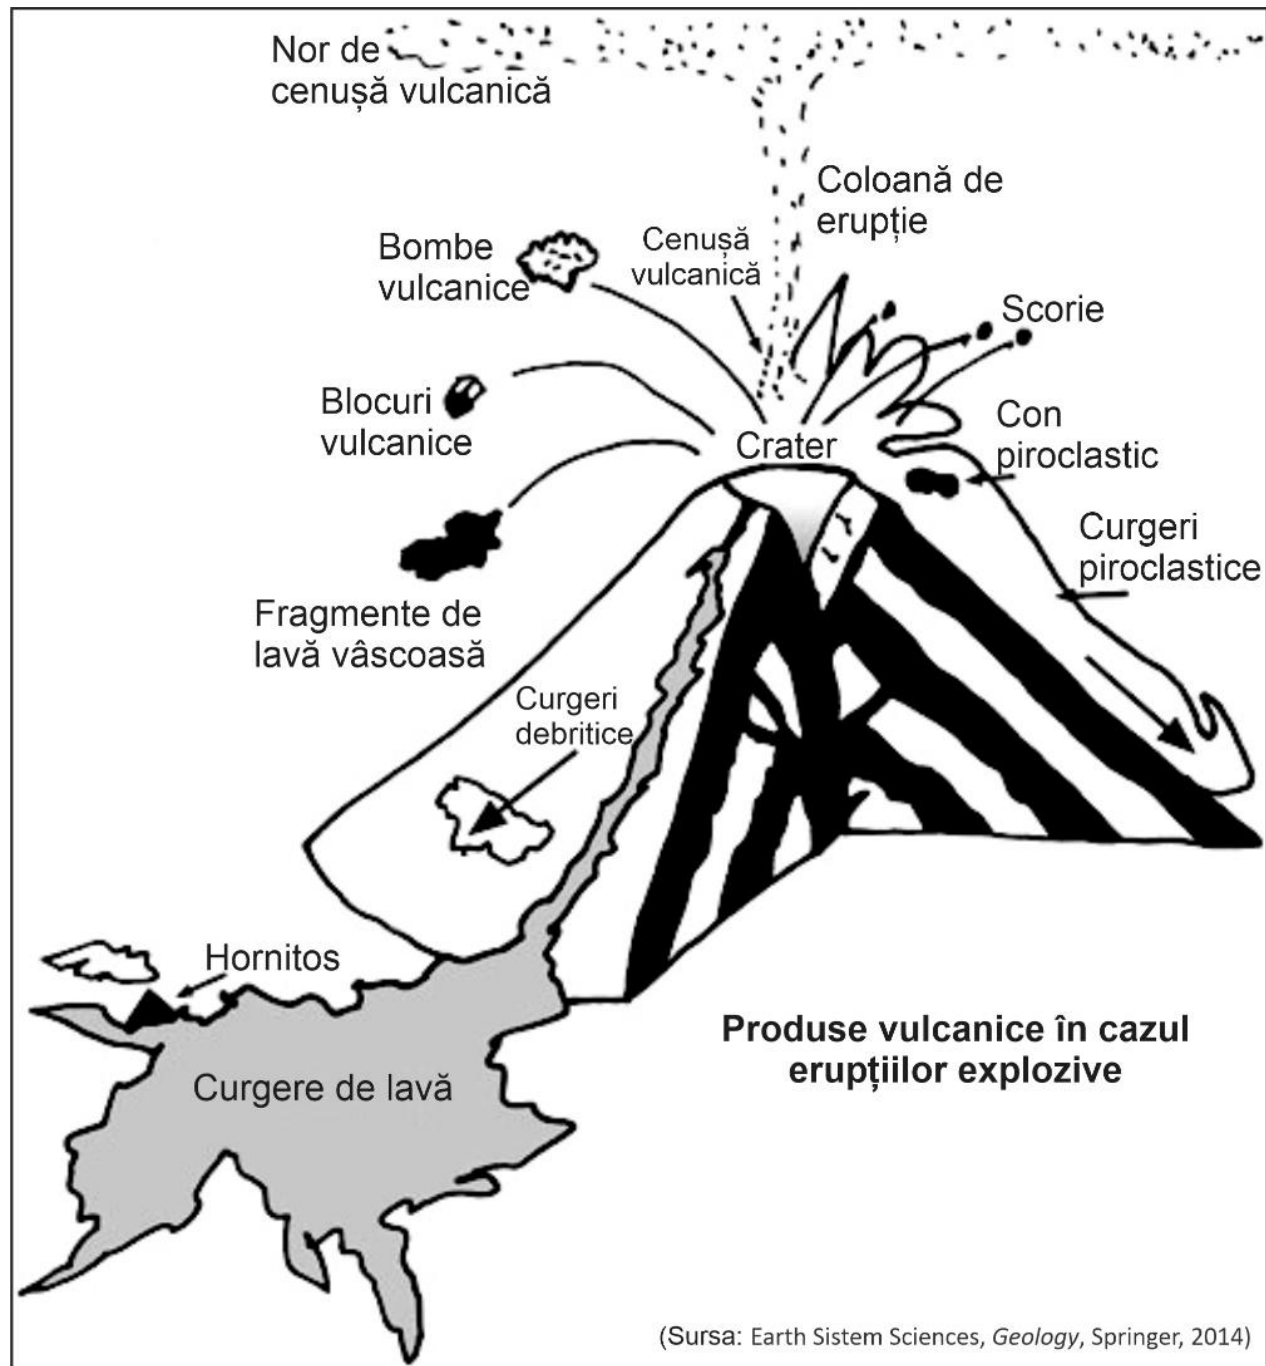 Nor de
cenușă vulcanică
Coloană de
erupție
Bombe
vulcanice
Cenușă
vulcanică
Scorie
Blocuri
vulcanice
Crater
Con
piroclastic
Curgeri
piroclastice
Fragmente de
lavă vâscoasă
Curgeri
debritice
Hornitos
Curgere de lavă
Produse vulcanice în cazul
erupțiilor explozive
(Sursa: Earth Sistem Sciences, Geology, Springer, 2014)